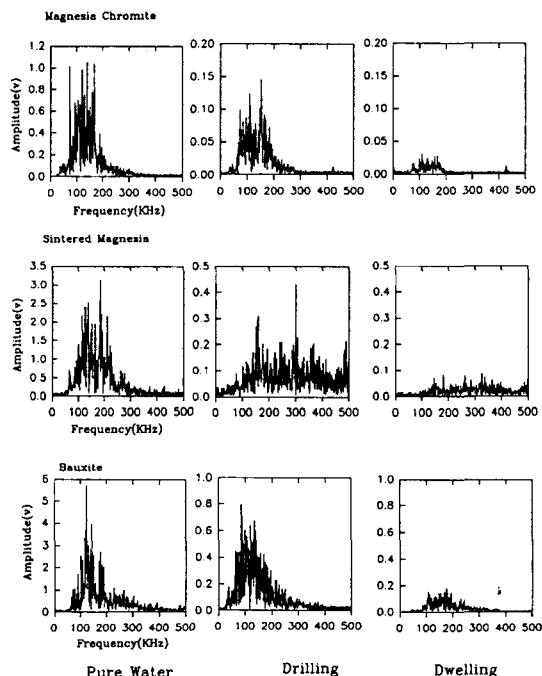 Magnesia Chromite
1.2 0.20 0.20
1.0
0.8 0.15 0.15
0.6 0.10 0.10
0.4
0.2 0.05 0.05
0.0 0.00 0.00
Amplitude(v)
0 100 200 300 400 500 0 100 200 300 400 500 0 100 200 300 400 500
Frequency(KHz)
Sintered Magnesia
3.5 0.5 0.5
3.0
2.5 0.4 0.4
2.0 0.3 0.3
1.5 0.2 0.2
1.0
0.5 0.1 0.1
0.0 0.0 0.0
Amplitude(v)
0 100 200 300 400 500 0 100 200 300 400 500 0 100 200 300 400 500
Frequency(KHz)
Bauxite
6 1.0 1.0
5 0.8 0.8
4 0.6 0.6
3
2 0.4 0.4
1 0.2 0.2
0 0.0 0.0
Amplitude(v)
0 100 200 300 400 500 0 100 200 300 400 500 0 100 200 300 400 500
Frequency(KHz)
Pure Water Drilling Dwelling